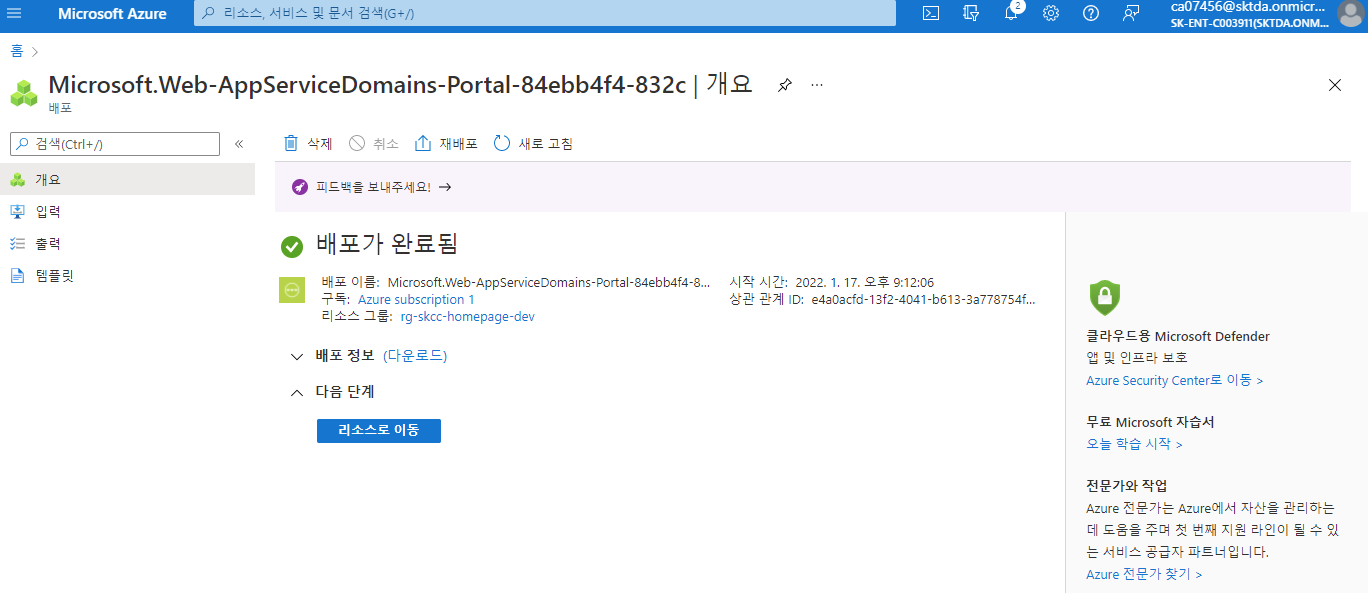 Microsoft Azure
리소스, 서비스 및 문서 검색(G+/)
2
ca07456@sktda.onmicr...
SK-ENT-C003911(SKTDA.ONM...
홈 >
Microsoft.Web-AppServiceDomains-Portal-84ebb4f4-832c | 개요
배포
검색(Ctrl+/)
«
삭제
취소
재배포
새로 고침
개요
입력
출력
템플릿
피드백을 보내주세요! →
배포가 완료됨
배포 이름: Microsoft.Web-AppServiceDomains-Portal-84ebb4f4-8...
구독: Azure subscription 1
리소스 그룹: rg-skcc-homepage-dev
시작 시간: 2022. 1. 17. 오후 9:12:06
상관 관계 ID: e4a0acfd-13f2-4041-b613-3a778754f...
배포 정보 (다운로드)
다음 단계
리소스로 이동
클라우드용 Microsoft Defender
앱 및 인프라 보호
Azure Security Center로 이동 >
무료 Microsoft 자습서
오늘 학습 시작 >
전문가와 작업
Azure 전문가는 Azure에서 자산을 관리하는
데 도움을 주며 첫 번째 지원 라인이 될 수 있
는 서비스 공급자 파트너입니다.
Azure 전문가 찾기 >